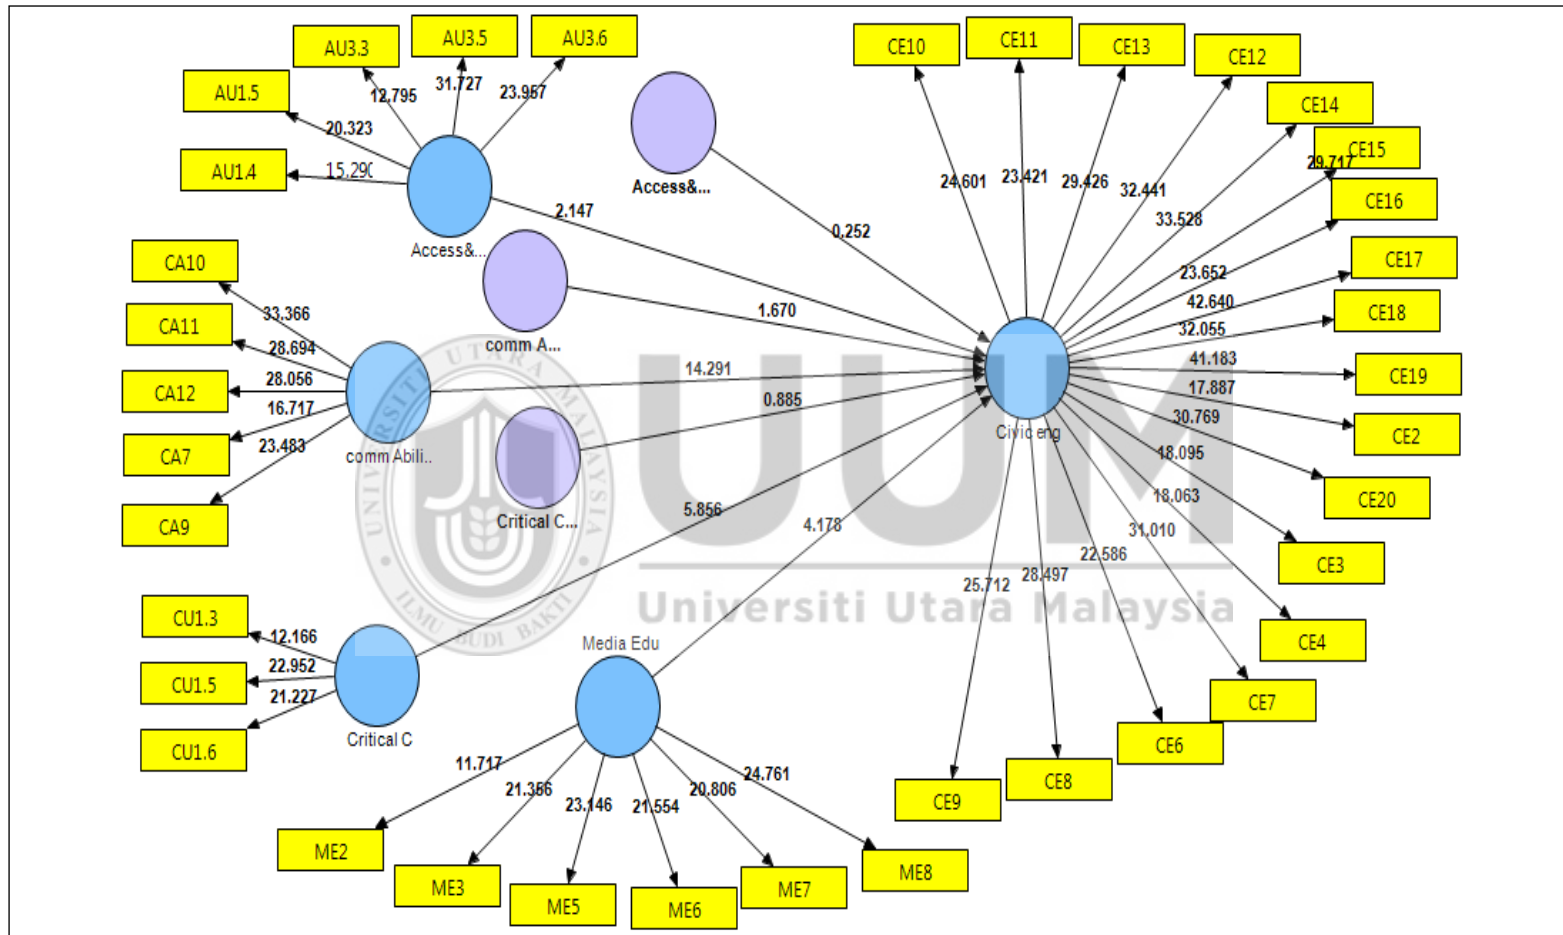 AU3.3
AU3.5
AU3.6
AU1.5
AU1.4
12.795
31.727
23.957
20.323
15.290
Access&...
Access&...
2.147
0.252
CA10
CA11
CA12
CA7
CA9
33.366
28.694
28.056
16.717
23.483
comm Abili..
comm A...
1.670
14.291
0.885
Critical C...
5.856
4.178
CU1.3
CU1.5
CU1.6
12.166
22.952
21.227
Critical C
Media Edu
11.717
21.356
23.146
21.554
20.806
24.761
ME2
ME3
ME5
ME6
ME7
ME8
CE10
CE11
CE13
CE12
CE14
CE15
CE16
CE17
CE18
CE19
CE2
CE20
CE3
CE4
CE7
CE6
CE8
CE9
24.601
23.421
29.426
32.441
33.528
29.717
23.652
42.640
32.055
41.183
17.887
30.769
18.095
18.063
31.010
22.586
28.497
25.712
Civic eng
UNIVERSITI UTARA MALAYSIA
ILMU BUDI BAKTI
UUM
Universiti Utara Malaysia